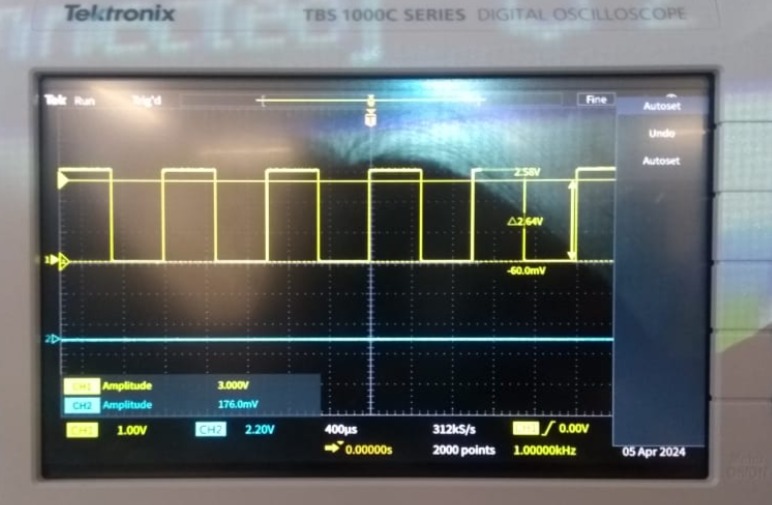 Tektronix
TBS 1000C SERIES DIGITAL OSCILLOSCOPE
Tek Run Trig'd
Fine
Autoset
Undo
Autoset
2.58V
△2.64V
1
-60.0mV
2
CH1 Amplitude 3.000V
CH2 Amplitude 176.0mV
CH1 1.00V CH2 2.20V 400µs 312kS/s CH1 0.00V
0.00000s 2000 points 1.00000kHz 05 Apr 2024